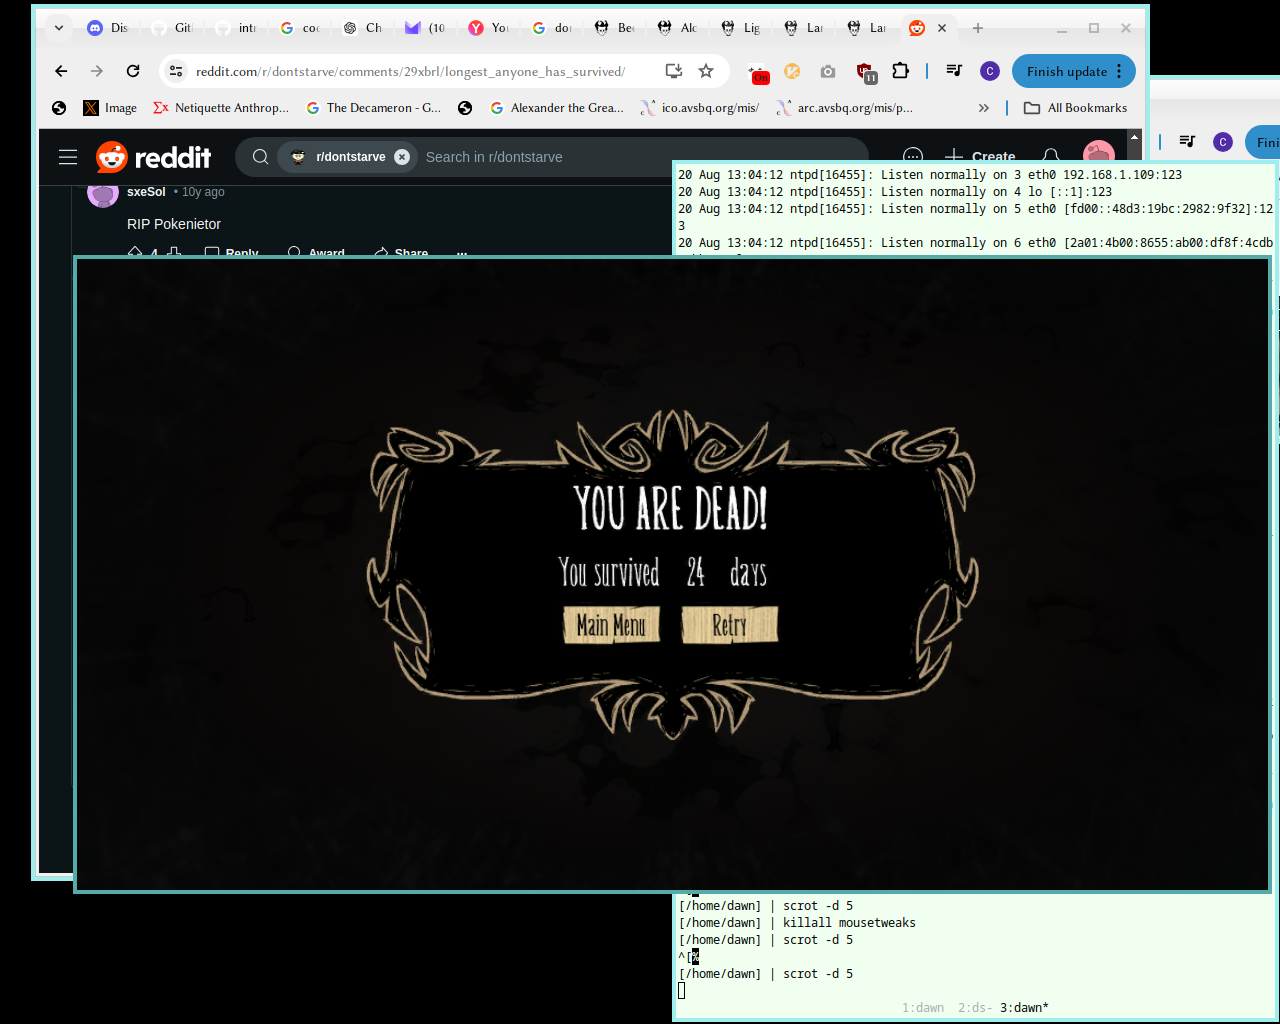 Dis
Git
intr
coc
Ch
(10
You
dor
Bee
Alc
Lig
Lar
Lar
reddit.com/r/dontstarve/comments/29xbrl/longest_anyone_has_survived/
On
11
C
Finish update
Image
Netiquette Anthrop...
The Decameron - G...
Alexander the Grea...
ico.avsbq.org/mis/
arc.avsbq.org/mis/p...
»
All Bookmarks
C
Fini
reddit
r/dontstarve
Search in r/dontstarve
Create
sxeSol • 10y ago
RIP Pokenietor
4 Reply Award Share ...
20 Aug 13:04:12 ntpd[16455]: Listen normally on 3 eth0 192.168.1.109:123
20 Aug 13:04:12 ntpd[16455]: Listen normally on 4 lo [::1]:123
20 Aug 13:04:12 ntpd[16455]: Listen normally on 5 eth0 [fd00::48d3:19bc:2982:9f32]:12
3
20 Aug 13:04:12 ntpd[16455]: Listen normally on 6 eth0 [2a01:4b00:8655:ab00:df8f:4cdb
YOU ARE DEAD!
You survived 24 days
Main Menu
Retry
[/home/dawn] | scrot -d 5
[/home/dawn] | killall mousetweaks
[/home/dawn] | scrot -d 5
^[%
[/home/dawn] | scrot -d 5
1:dawn 2:ds- 3:dawn*